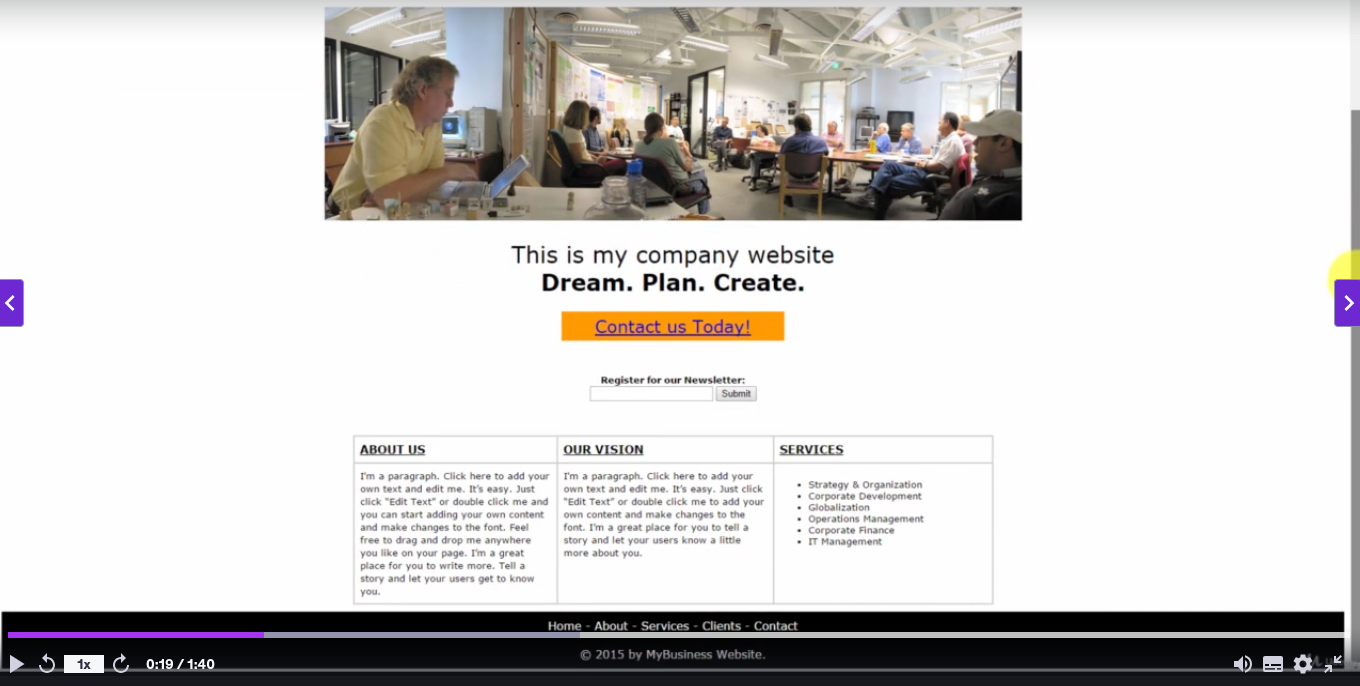 This is my company website
Dream. Plan. Create.
Contact us Today!
Register for our Newsletter:
Submit
ABOUT US
I'm a paragraph. Click here to add your
own text and edit me. It's easy. Just
click "Edit Text" or double click me and
you can start adding your own content
and make changes to the font. Feel
free to drag and drop me anywhere
you like on your page. I'm a great
place for you to write more. Tell a
story and let your users get to know
you.
OUR VISION
I'm a paragraph. Click here to add your
own text and edit me. It's easy. Just click
"Edit Text" or double click me to add your
own content and make changes to the
font. I'm a great place for you to tell a
story and let your users know a little
more about you.
SERVICES
• Strategy & Organization
• Corporate Development
• Globalization
• Operations Management
• Corporate Finance
• IT Management
Home - About - Services - Clients - Contact
© 2015 by MyBusiness Website.
1x
0:19 / 1:40